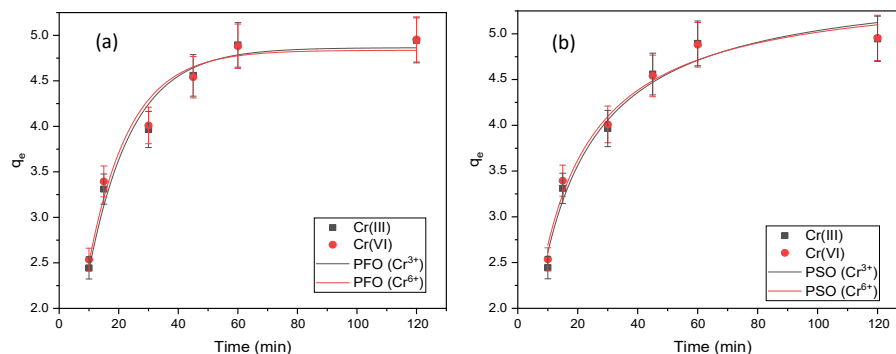 (a)
5.0
4.5
4.0
3.5
3.0
2.5
2.0
qₑ
0
20
40
60
80
100
120
Time (min)
Cr(III)
Cr(VI)
PFO (Cr³⁺)
PFO (Cr⁶⁺)
(b)
5.0
4.5
4.0
3.5
3.0
2.5
2.0
qₑ
0
20
40
60
80
100
120
Time (min)
Cr(III)
Cr(VI)
PSO (Cr³⁺)
PSO (Cr⁶⁺)